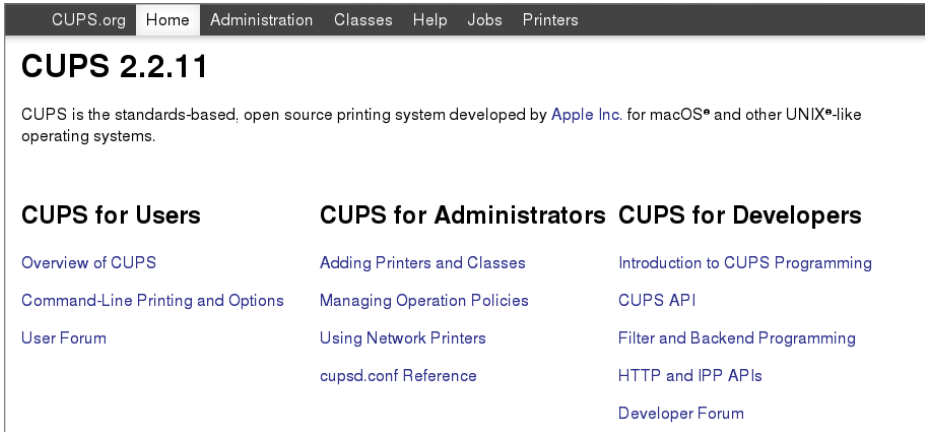 CUPS.org Home Administration Classes Help Jobs Printers
CUPS 2.2.11
CUPS is the standards-based, open source printing system developed by Apple Inc. for macOS® and other UNIX®-like
operating systems.
CUPS for Users
Overview of CUPS
Command-Line Printing and Options
User Forum
CUPS for Administrators
Adding Printers and Classes
Managing Operation Policies
Using Network Printers
cupsd.conf Reference
CUPS for Developers
Introduction to CUPS Programming
CUPS API
Filter and Backend Programming
HTTP and IPP APIs
Developer Forum